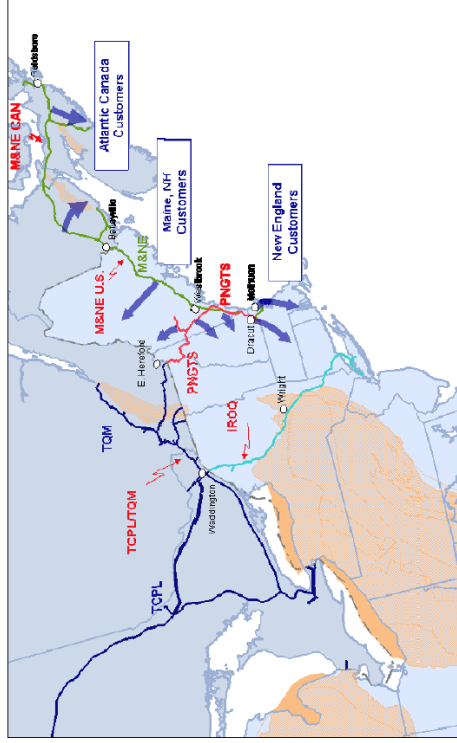 M&NE CAN
Goldsboro
Atlantic Canada
Customers
Baileyville
M&NE U.S.
M&NE
Maine, NH
Customers
Westbrook
PNGTS
Methuen
Dracut
New England
Customers
E. Hereford
PNGTS
TQM
TCPL/TQM
Waddington
IROQ
Wright
TCPL